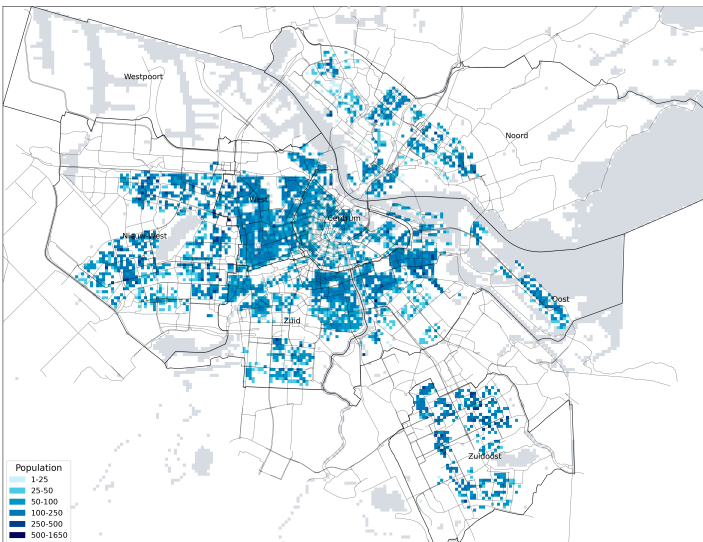 Westpoort
Noord
West
Centrum
Nieuw-West
Oost
Zuid
Zuidoost
Population
1-25
25-50
50-100
100-250
250-500
500-1650